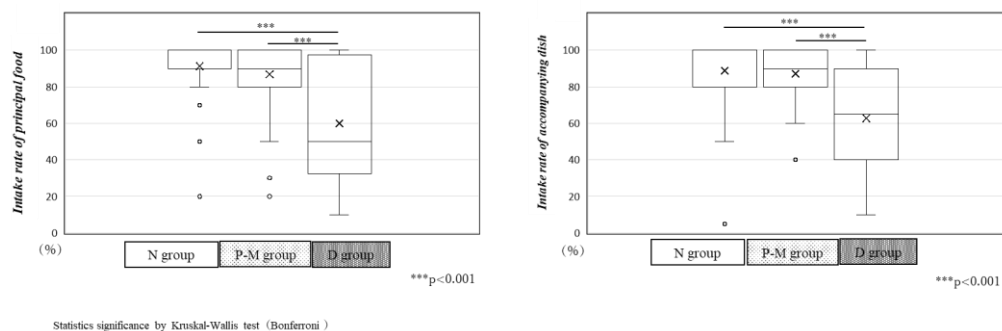 ***
***
Intake rate of principal food
100
80
60
40
20
0
(%)
N group
P-M group
D group
***p<0.001
***
***
Intake rate of accompanying dish
100
80
60
40
20
0
(%)
N group
P-M group
D group
***p<0.001
Statistics significance by Kruskal-Wallis test (Bonferroni )